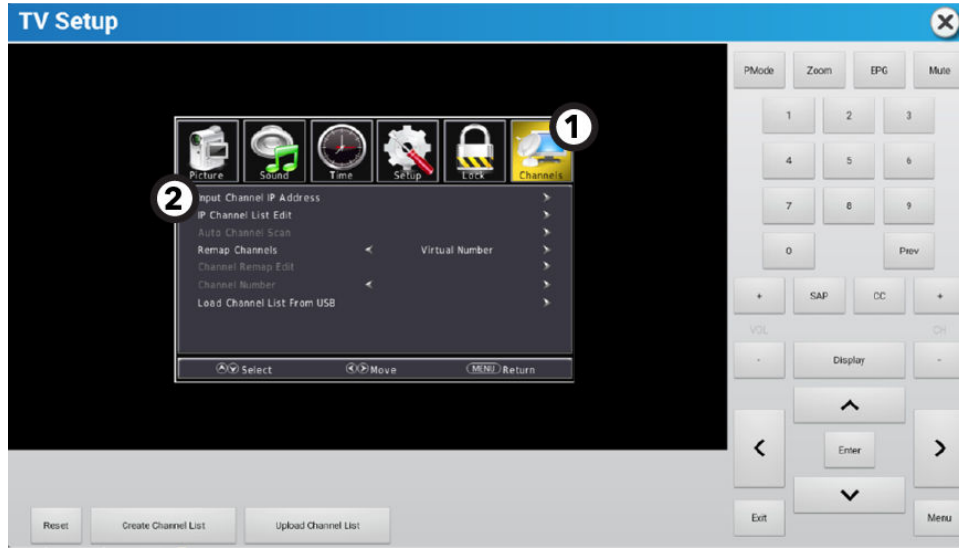 TV Setup
PMode Zoom EPG Mute
1
Picture Sound Time Setup Lock Channels
2
Input Channel IP Address
IP Channel List Edit
Auto Channel Scan
Remap Channels Virtual Number
Channel Remap Edit
Channel Number
Load Channel List From USB
Select Move MENU Return
1 2 3
4 5 6
7 8 9
0 Prev
+ SAP CC +
VOL CH
- Display -
Enter
Exit Menu
Reset Create Channel List Upload Channel List